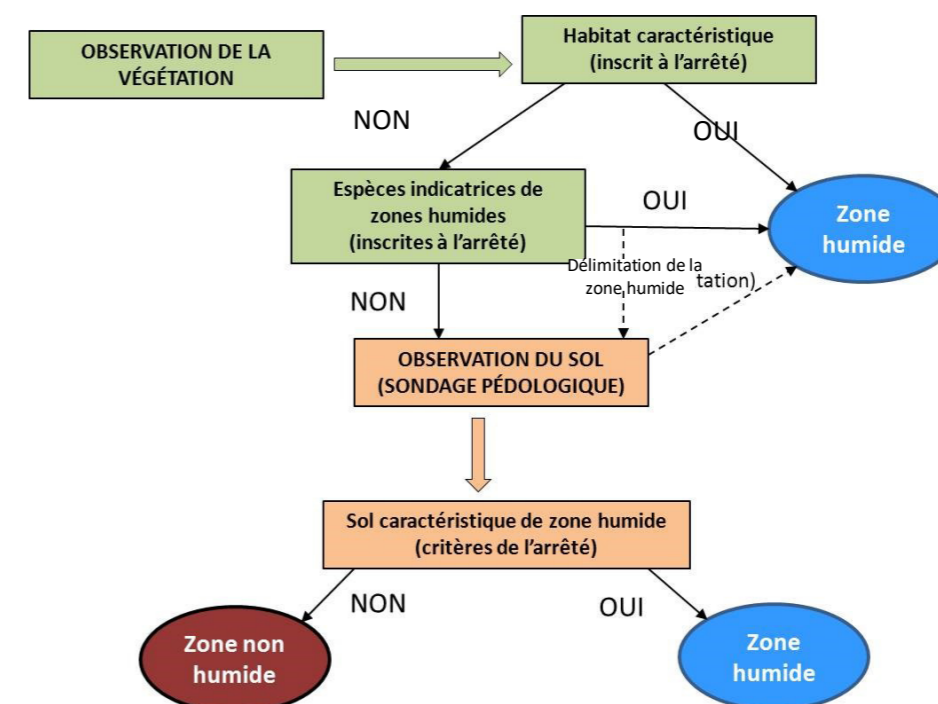 OBSERVATION DE LA
VÉGÉTATION
Habitat caractéristique
(inscrit à l'arrêté)
NON
OUI
Espèces indicatrices de
zones humides
(inscrites à l'arrêté)
OUI
Zone
humide
Délimitation de la
zone humide
tation)
NON
OBSERVATION DU SOL
(SONDAGE PÉDOLOGIQUE)
Sol caractéristique de zone humide
(critères de l'arrêté)
NON
OUI
Zone non
humide
Zone
humide